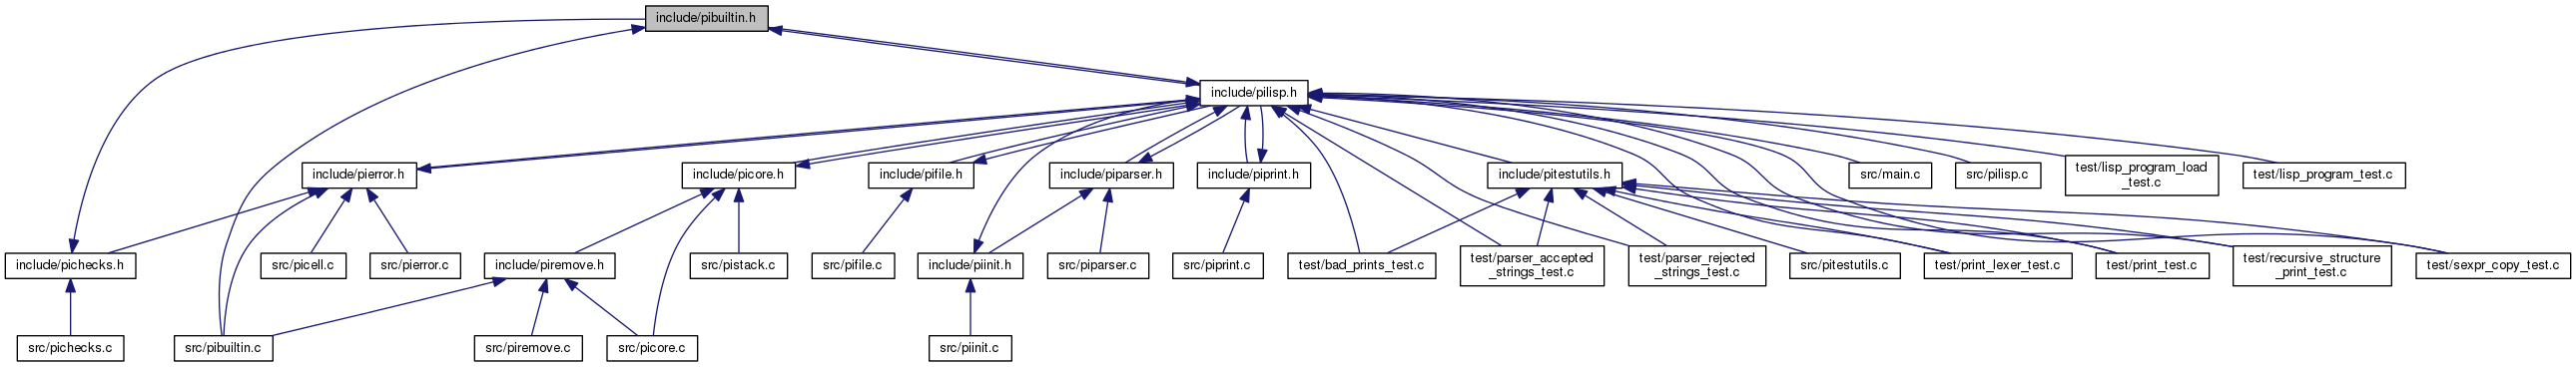 include/pibuiltin.h
include/pilisp.h
include/pierror.h
include/picore.h
include/pifile.h
include/piparser.h
include/piprint.h
include/pitestutils.h
src/main.c
src/pilisp.c
test/lisp_program_load
_test.c
test/lisp_program_test.c
include/pichecks.h
src/picell.c
src/pierror.c
include/piremove.h
src/pistack.c
src/pifile.c
include/piinit.h
src/piparser.c
src/piprint.c
test/bad_prints_test.c
test/parser_accepted
_strings_test.c
test/parser_rejected
_strings_test.c
src/pitestutils.c
test/print_lexer_test.c
test/print_test.c
test/recursive_structure
_print_test.c
test/sexpr_copy_test.c
src/pichecks.c
src/pibuiltin.c
src/piremove.c
src/picore.c
src/piinit.c